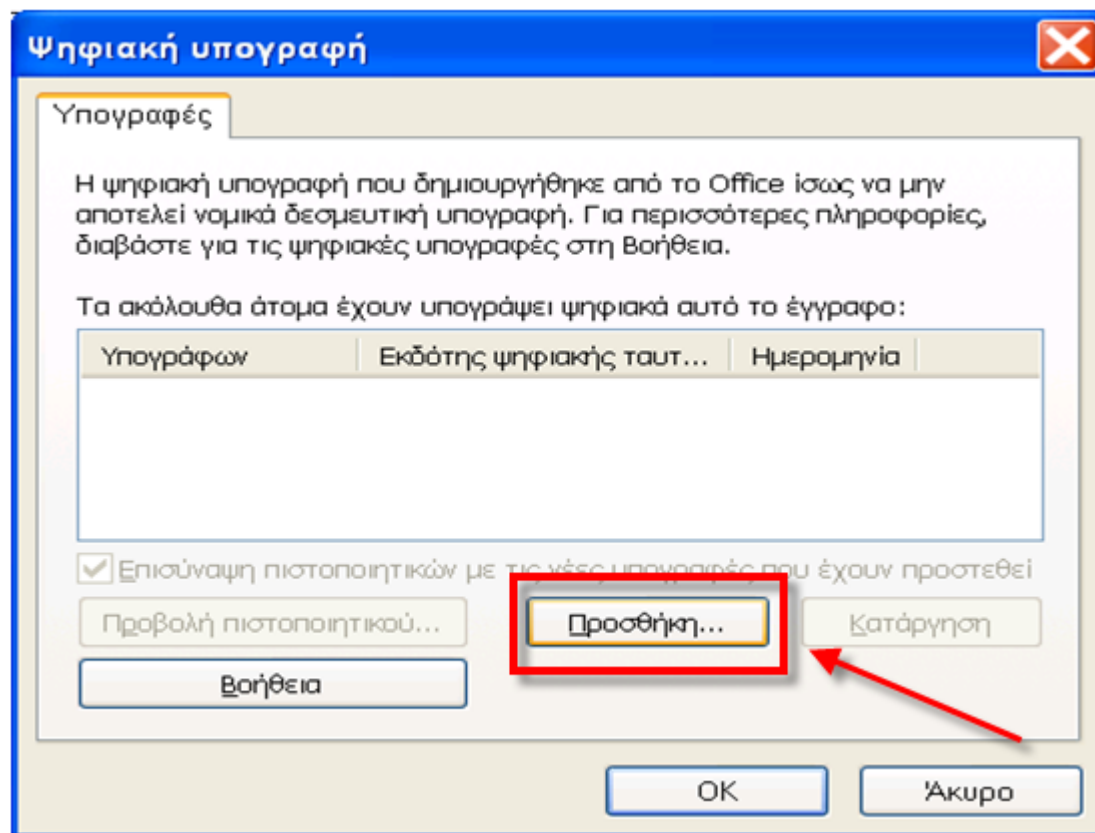 Ψηφιακή υπογραφή
Υπογραφές
Η ψηφιακή υπογραφή που δημιουργήθηκε από το Office ίσως να μην
αποτελεί νομικά δεσμευτική υπογραφή. Για περισσότερες πληροφορίες,
διαβάστε για τις ψηφιακές υπογραφές στη Βοήθεια.
Τα ακόλουθα άτομα έχουν υπογράψει ψηφιακά αυτό το έγγραφο:
Υπογράφων Εκδότης ψηφιακής ταυτ... Ημερομηνία
Επισύναψη πιστοποιητικών με τις νέες υπογραφές που έχουν προστεθεί
Προβολή πιστοποιητικού... Προσθήκη... Κατάργηση
Βοήθεια
OK Άκυρο